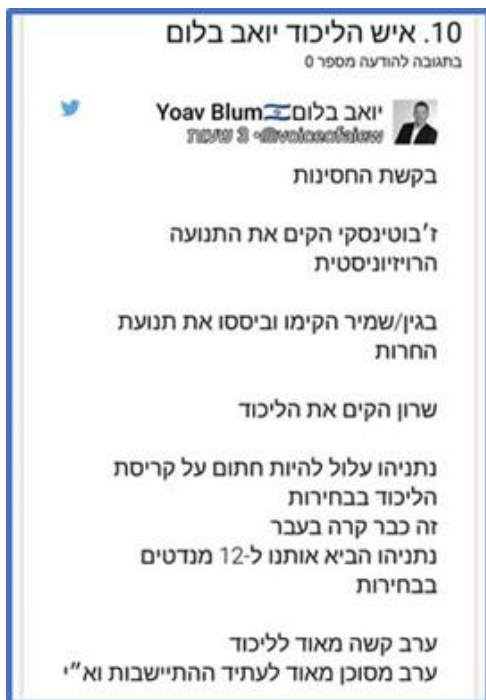 10. איש הליכוד יואב בלום
בתגובה להודעה מספר 0
יואב בלום🇮🇱Yoav Blum
@voiceofajew· 3 שעות
בקשת החסינות
ז'בוטינסקי הקים את התנועה
הרויזיוניסטית
בגין/שמיר הקימו וביססו את תנועת
החרות
שרון הקים את הליכוד
נתניהו עלול להיות חתום על קריסת
הליכוד בבחירות
זה כבר קרה בעבר
נתניהו הביא אותנו ל-12 מנדטים
בבחירות
ערב קשה מאוד לליכוד
ערב מסוכן מאוד לעתיד ההתיישבות וא״י